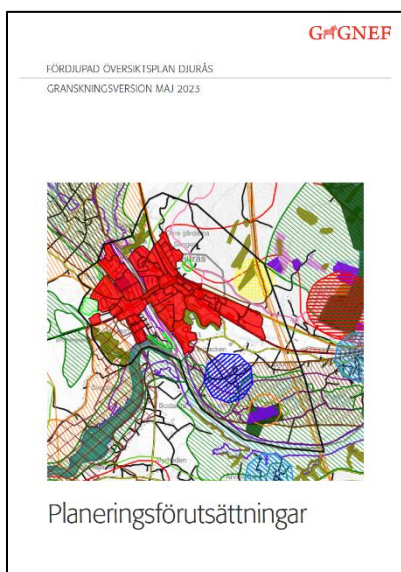 GAGNEF
FÖRDJUPAD ÖVERSIKTSPLAN DJURÅS
GRANSKNINGSVERSION MAJ 2023
Planeringsförutsättningar